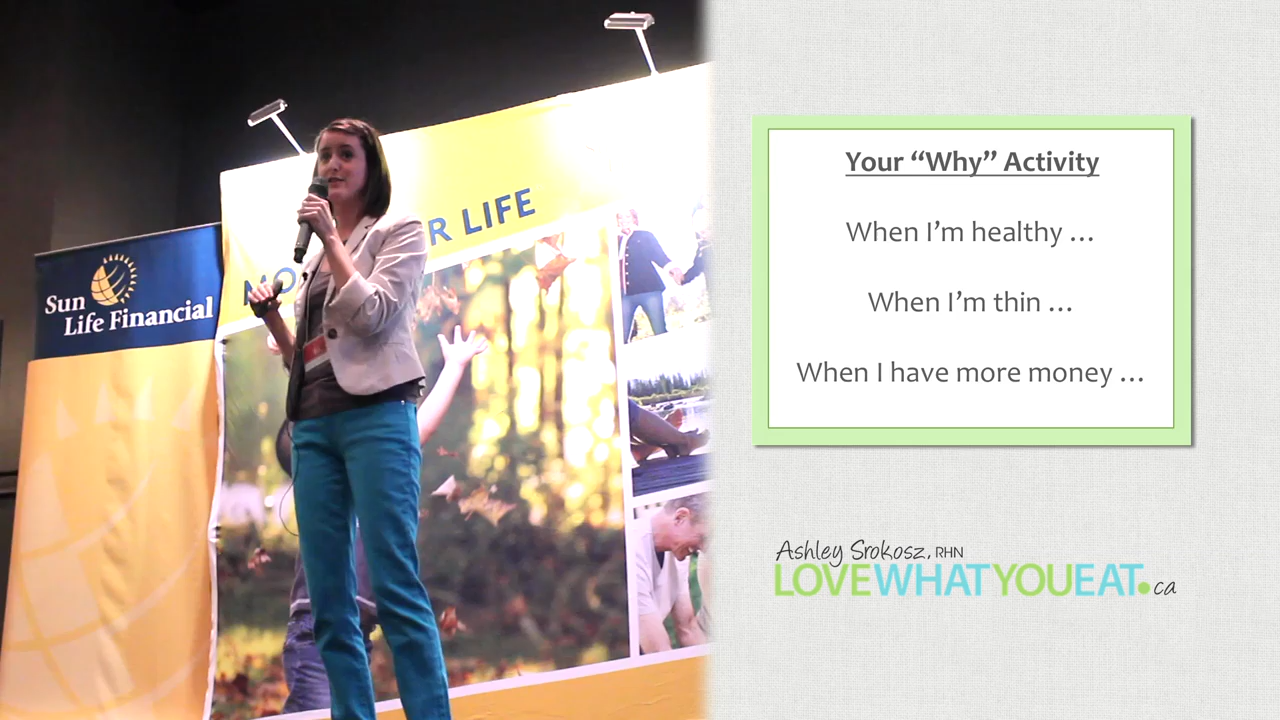 Sun
Life Financial
MO
R LIFE
Your “Why” Activity
When I’m healthy …
When I’m thin …
When I have more money …
Ashley Srokosz, RHN
LOVEWHATYOUEAT.ca